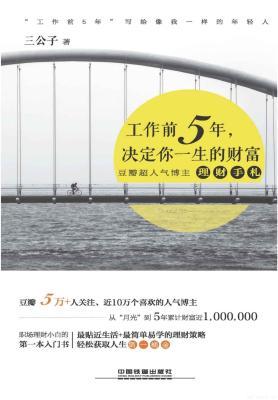 “工作前5年”写给像我一样的年轻人
三公子 著
工作前5年，
决定你一生的财富
豆瓣超人气博主 理财手札
豆瓣 5万+人关注、近10万个喜欢的人气博主
从“月光”到5年累计财富近1,000,000
职场理财小白的
第一本入门书
最贴近生活+最简单易学的理财策略
轻松获取人生第一桶金
中国铁道出版社